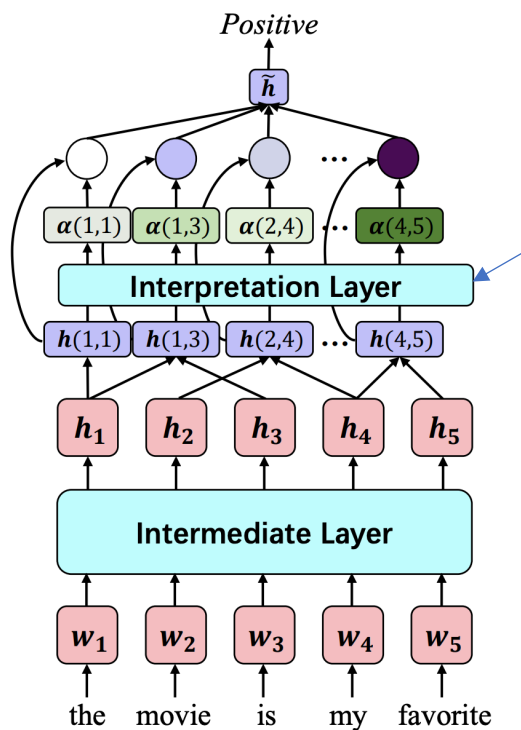 Positive
h̃
...
α(1,1) α(1,3) α(2,4) ... α(4,5)
Interpretation Layer
h(1,1) h(1,3) h(2,4) ... h(4,5)
h₁ h₂ h₃ h₄ h₅
Intermediate Layer
w₁ w₂ w₃ w₄ w₅
the movie is my favorite